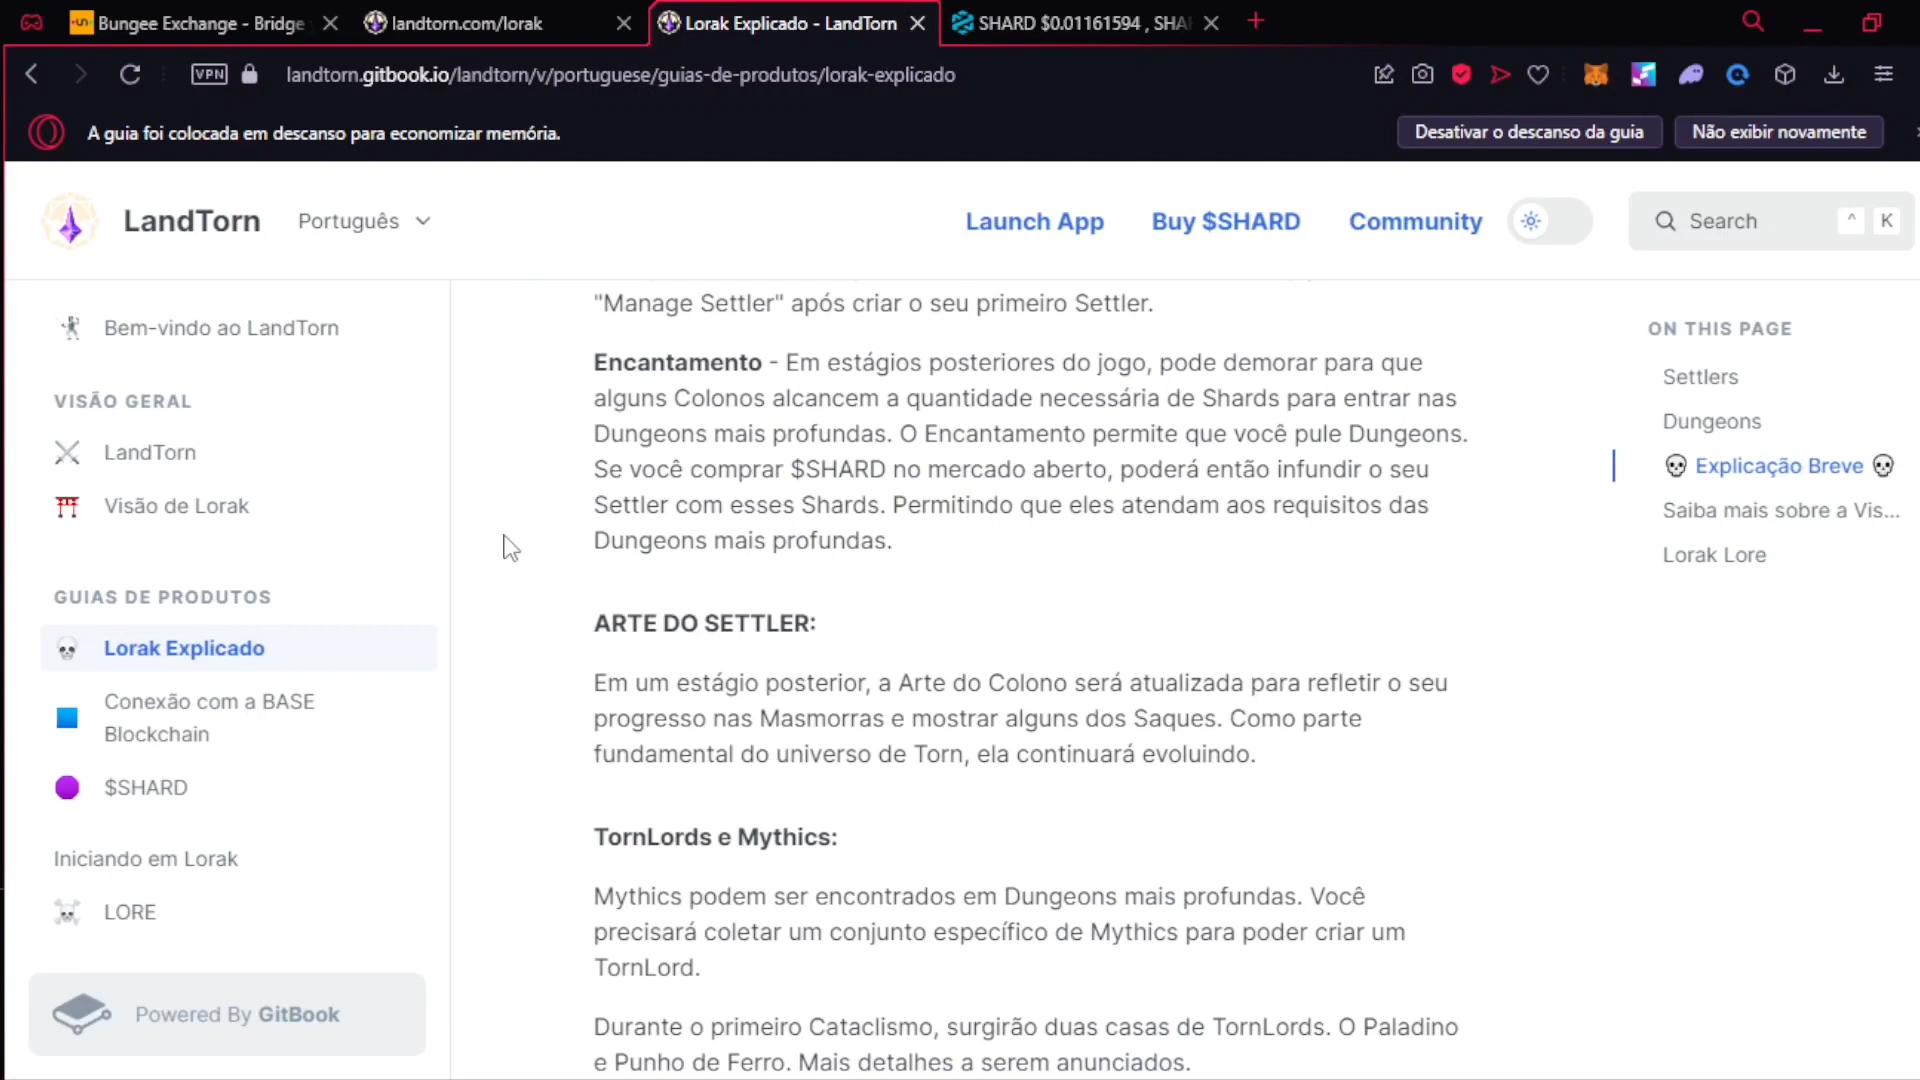 Bungee Exchange - Bridge
landtorn.com/lorak
Lorak Explicado - LandTorn
SHARD $0.01161594 , SHA
VPN
landtorn.gitbook.io/landtorn/v/portuguese/guias-de-produtos/lorak-explicado
A guia foi colocada em descanso para economizar memória.
Desativar o descanso da guia
Não exibir novamente
LandTorn
Português
Launch App
Buy $SHARD
Community
Search
^
K
Bem-vindo ao LandTorn
VISÃO GERAL
LandTorn
Visão de Lorak
GUIAS DE PRODUTOS
Lorak Explicado
Conexão com a BASE
Blockchain
$SHARD
Iniciando em Lorak
LORE
Powered By GitBook
"Manage Settler" após criar o seu primeiro Settler.
Encantamento - Em estágios posteriores do jogo, pode demorar para que
alguns Colonos alcancem a quantidade necessária de Shards para entrar nas
Dungeons mais profundas. O Encantamento permite que você pule Dungeons.
Se você comprar $SHARD no mercado aberto, poderá então infundir o seu
Settler com esses Shards. Permitindo que eles atendam aos requisitos das
Dungeons mais profundas.
ARTE DO SETTLER:
Em um estágio posterior, a Arte do Colono será atualizada para refletir o seu
progresso nas Masmorras e mostrar alguns dos Saques. Como parte
fundamental do universo de Torn, ela continuará evoluindo.
TornLords e Mythics:
Mythics podem ser encontrados em Dungeons mais profundas. Você
precisará coletar um conjunto específico de Mythics para poder criar um
TornLord.
Durante o primeiro Cataclismo, surgirão duas casas de TornLords. O Paladino
e Punho de Ferro. Mais detalhes a serem anunciados.
ON THIS PAGE
Settlers
Dungeons
💀 Explicação Breve 💀
Saiba mais sobre a Vis...
Lorak Lore